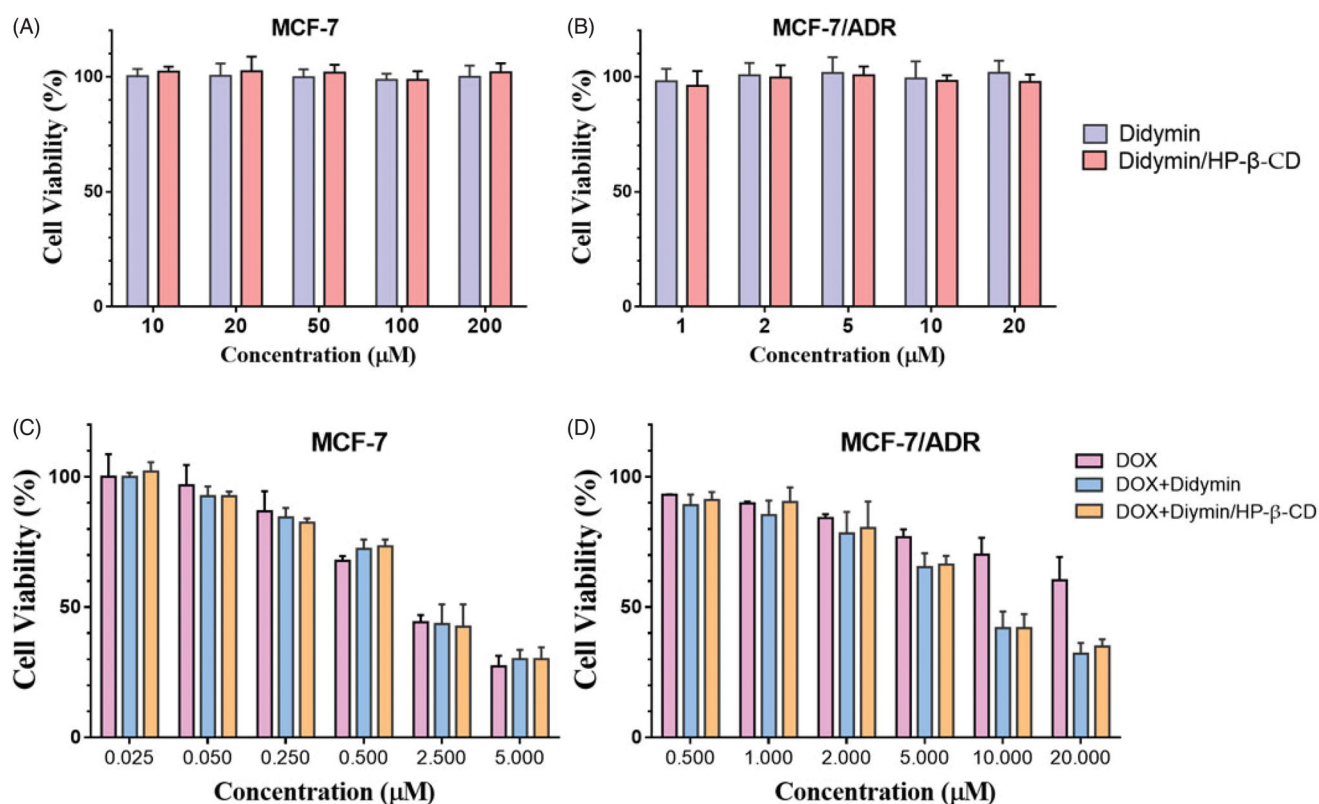 (A)
MCF-7
Cell Viability (%)
100
50
0
10 20 50 100 200
Concentration (μM)
(B)
MCF-7/ADR
Cell Viability (%)
100
50
0
1 2 5 10 20
Concentration (μM)
Didymin
Didymin/HP-β-CD
(C)
MCF-7
Cell Viability (%)
100
50
0
0.025 0.050 0.250 0.500 2.500 5.000
Concentration (μM)
(D)
MCF-7/ADR
Cell Viability (%)
100
50
0
0.500 1.000 2.000 5.000 10.000 20.000
Concentration (μM)
DOX
DOX+Didymin
DOX+Diymin/HP-β-CD